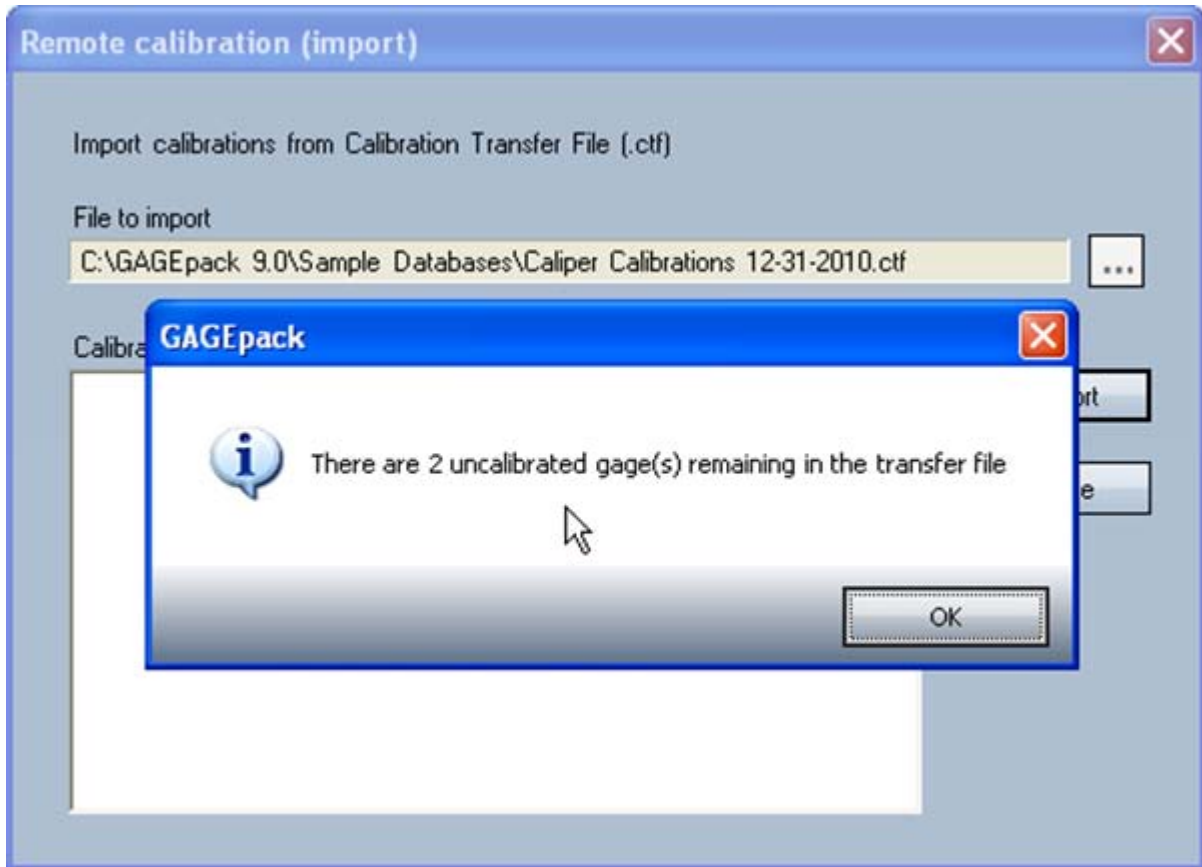 Remote calibration (import)
Import calibrations from Calibration Transfer File (.ctf)
File to import
C:\GAGEpack 9.0\Sample Databases\Caliper Calibrations 12-31-2010.ctf
...
GAGEpack
There are 2 uncalibrated gage(s) remaining in the transfer file
OK